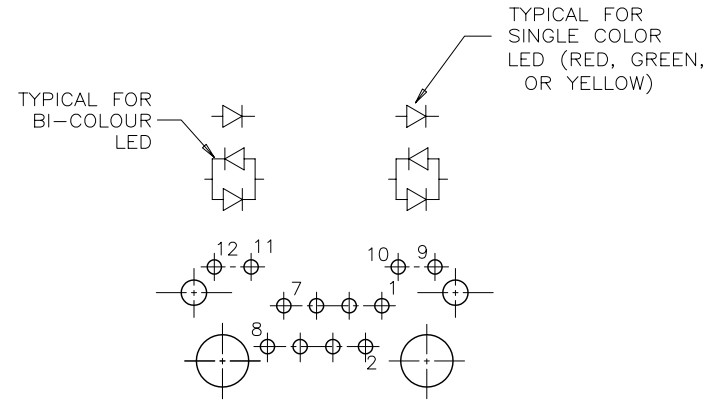 TYPICAL FOR
SINGLE COLOR
LED (RED, GREEN,
OR YELLOW)
TYPICAL FOR
BI-COLOUR
LED
12 11
10 9
7 1
8
2